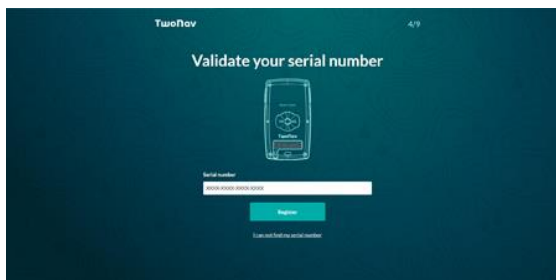 TwoNav
4/9
Validate your serial number
TwoNav
Serial number
XXXXX-XXXXX-XXXXX-XXXXX
Register
I can not find my serial number